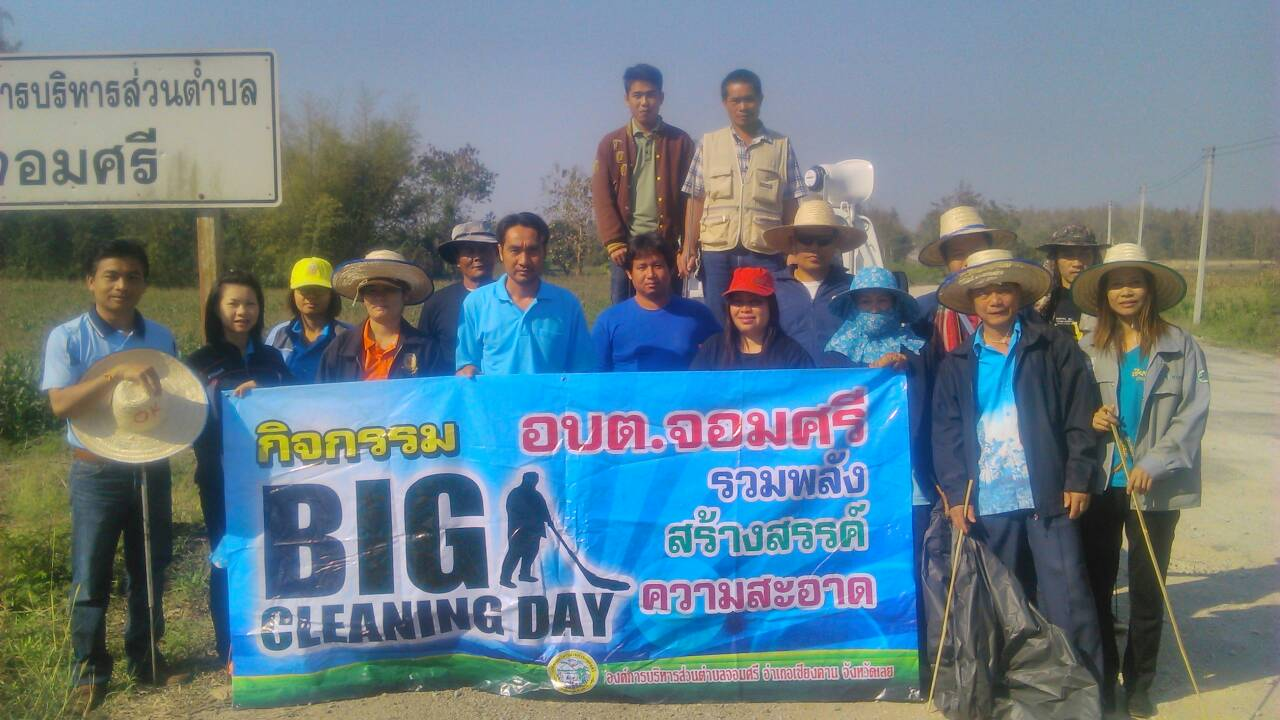 ารบริหารส่วนตำบล
จอมศรี
กิจกรรม
BIG
CLEANING DAY
อบต.จอมศรี
รวมพลัง
สร้างสรรค์
ความสะอาด
องค์การบริหารส่วนตำบลจอมศรี อำเภอเชียงคาน จังหวัดเลย